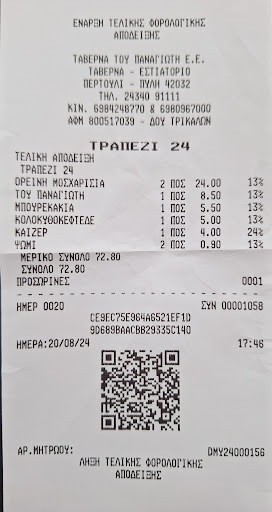 ΕΝΑΡΞΗ ΤΕΛΙΚΗΣ ΦΟΡΟΛΟΓΙΚΗΣ
ΑΠΟΔΕΙΞΗΣ
ΤΑΒΕΡΝΑ ΤΟΥ ΠΑΝΑΓΙΩΤΗ Ε.Ε.
ΤΑΒΕΡΝΑ - ΕΣΤΙΑΤΟΡΙΟ
ΠΕΡΤΟΥΛΙ - ΠΥΛΗ 42032
ΤΗΛ. 24340 91111
ΚΙΝ. 6984248770 & 6980967000
ΑΦΜ 800517039 - ΔΟΥ ΤΡΙΚΑΛΩΝ
ΤΡΑΠΕΖΙ 24
ΤΕΛΙΚΗ ΑΠΟΔΕΙΞΗ
ΤΡΑΠΕΖΙ 24
ΟΡΕΙΝΗ ΜΟΣΧΑΡΙΣΙΑ 2 ΠΟΣ 24.00 13%
ΤΟΥ ΠΑΝΑΓΙΩΤΗ 1 ΠΟΣ 8.50 13%
ΜΠΟΥΡΕΚΑΚΙΑ 1 ΠΟΣ 5.50 13%
ΚΟΛΟΚΥΘΟΚΕΦΤΕΔΕ 1 ΠΟΣ 5.00 13%
ΚΑΙΖΕΡ 1 ΠΟΣ 4.00 24%
ΨΩΜΙ 2 ΠΟΣ 0.90 13%
ΜΕΡΙΚΟ ΣΥΝΟΛΟ 72.80
ΣΥΝΟΛΟ 72.80
ΠΡΟΣΩΡΙΝΕΣ 0001
ΗΜΕΡ 0020 ΣΥΝ 00001058
CE9EC75E964A6521EF1D
9D689BAACBB29335C140
ΗΜΕΡΑ:20/08/24 17:46
ΑΡ.ΜΗΤΡΩΟΥ: DMY24000156
ΛΗΞΗ ΤΕΛΙΚΗΣ ΦΟΡΟΛΟΓΙΚΗΣ
ΑΠΟΔΕΙΞΗΣ